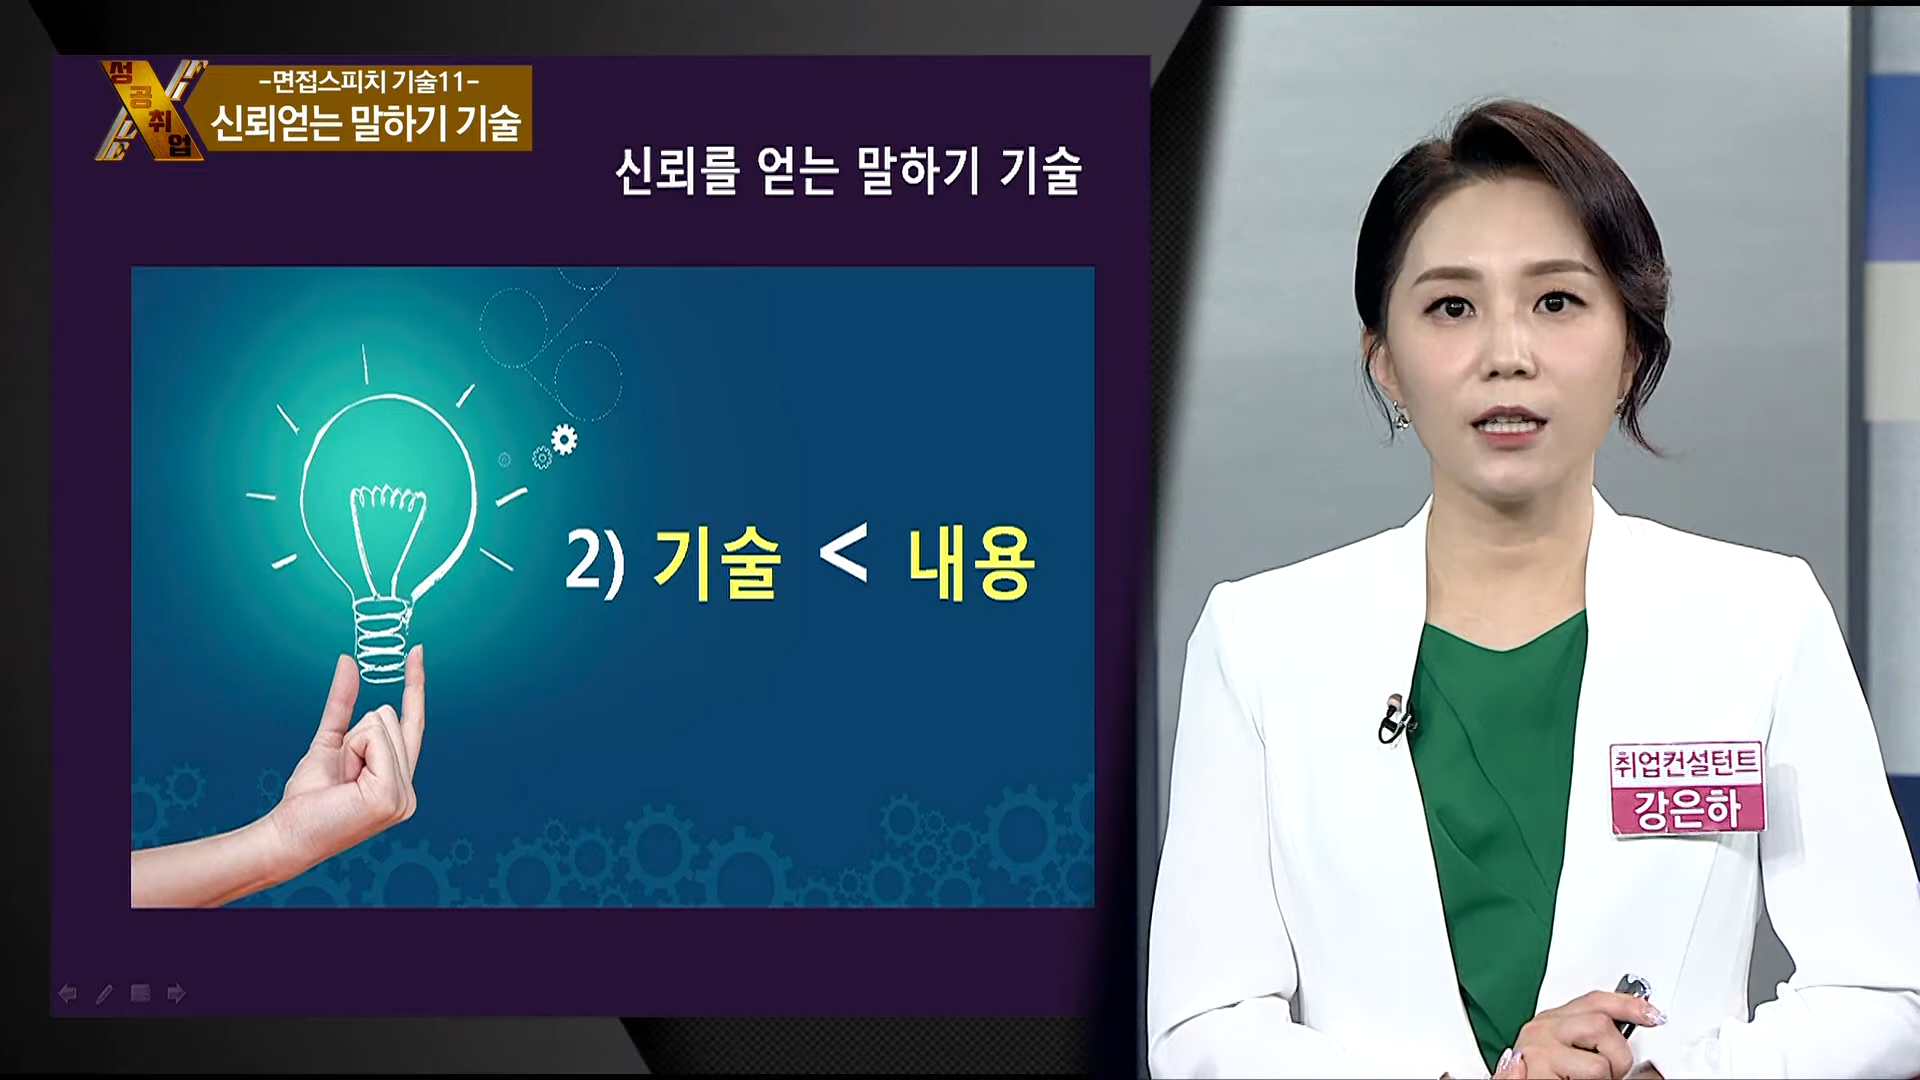 성공취업
X
FILE
-면접스피치 기술11-
신뢰얻는 말하기 기술
신뢰를 얻는 말하기 기술
2) 기술 < 내용
취업컨설턴트
강은하